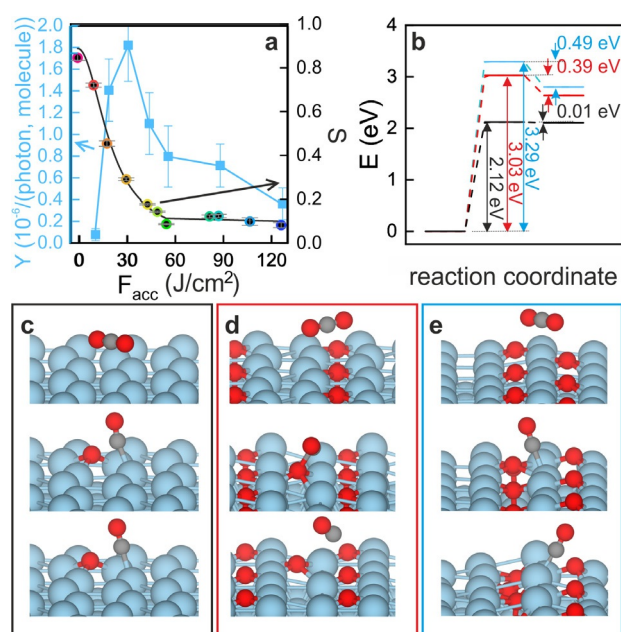 a
Y (10⁻⁶/(photon, molecule))
2.0
1.8
1.6
1.4
1.2
1.0
0.8
0.6
0.4
0.2
0.0
0 30 60 90 120
F_acc (J/cm²)
S
0.8
0.6
0.4
0.2
0.0
b
E (eV)
4
3
2
1
0
0.49 eV
0.39 eV
0.01 eV
2.12 eV
3.03 eV
3.29 eV
reaction coordinate
c
d
e